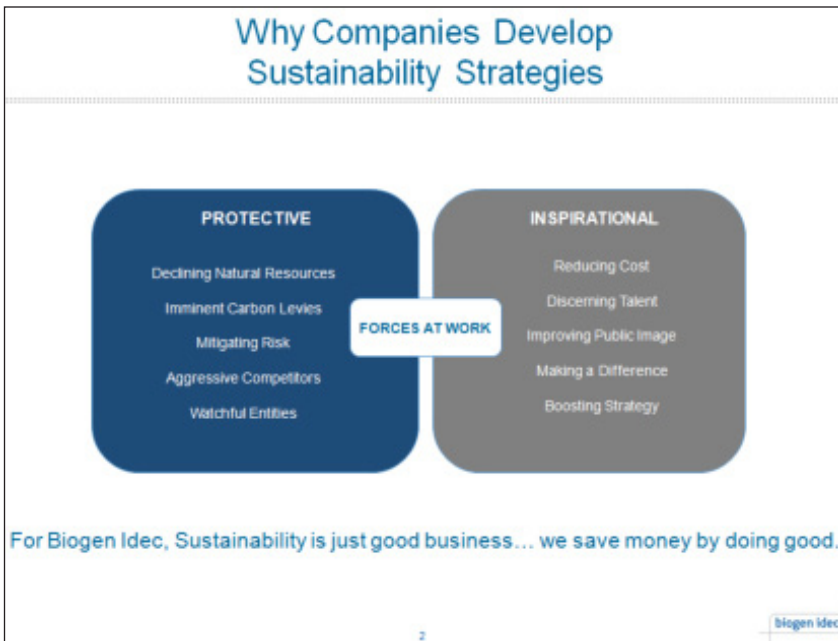 Why Companies Develop
Sustainability Strategies
PROTECTIVE
Declining Natural Resources
Imminent Carbon Levies
Mitigating Risk
Aggressive Competitors
Watchful Entities
FORCES AT WORK
INSPIRATIONAL
Reducing Cost
Discerning Talent
Improving Public Image
Making a Difference
Boosting Strategy
For Biogen Idec, Sustainability is just good business... we save money by doing good.
2
biogen idec